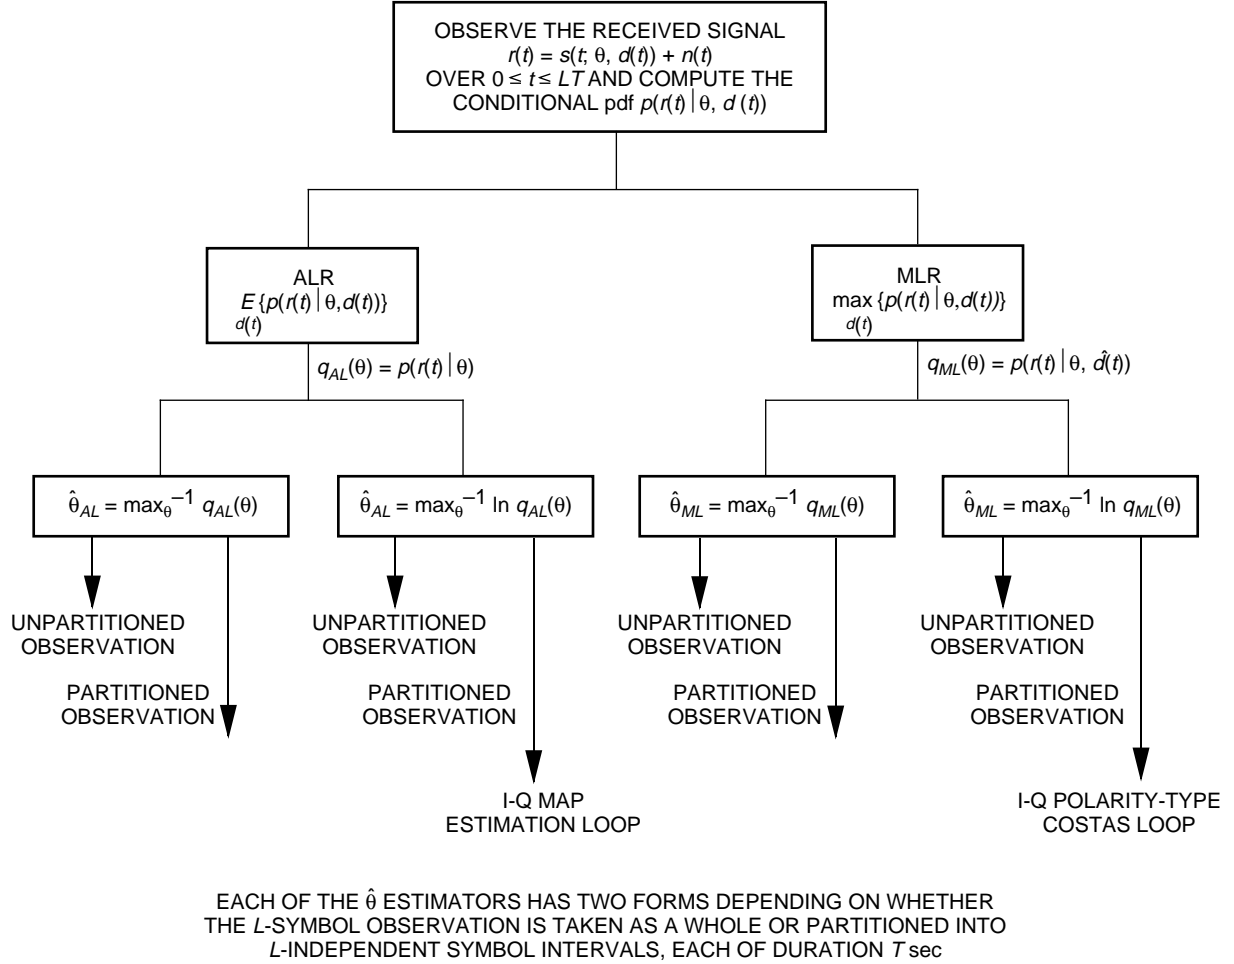 OBSERVE THE RECEIVED SIGNAL
r(t) = s(t; θ, d(t)) + n(t)
OVER 0 ≤ t ≤ LT AND COMPUTE THE
CONDITIONAL pdf p(r(t) | θ, d (t))
ALR
E {p(r(t) | θ,d(t))}
d(t)
MLR
max {p(r(t) | θ,d(t))}
d(t)
q_AL(θ) = p(r(t) | θ)
q_ML(θ) = p(r(t) | θ, d̂(t))
θ̂_AL = max_θ^−1 q_AL(θ)
θ̂_AL = max_θ^−1 ln q_AL(θ)
θ̂_ML = max_θ^−1 q_ML(θ)
θ̂_ML = max_θ^−1 ln q_ML(θ)
UNPARTITIONED
OBSERVATION
PARTITIONED
OBSERVATION
UNPARTITIONED
OBSERVATION
PARTITIONED
OBSERVATION
I-Q MAP
ESTIMATION LOOP
UNPARTITIONED
OBSERVATION
PARTITIONED
OBSERVATION
UNPARTITIONED
OBSERVATION
PARTITIONED
OBSERVATION
I-Q POLARITY-TYPE
COSTAS LOOP
EACH OF THE θ̂ ESTIMATORS HAS TWO FORMS DEPENDING ON WHETHER
THE L-SYMBOL OBSERVATION IS TAKEN AS A WHOLE OR PARTITIONED INTO
L-INDEPENDENT SYMBOL INTERVALS, EACH OF DURATION T sec